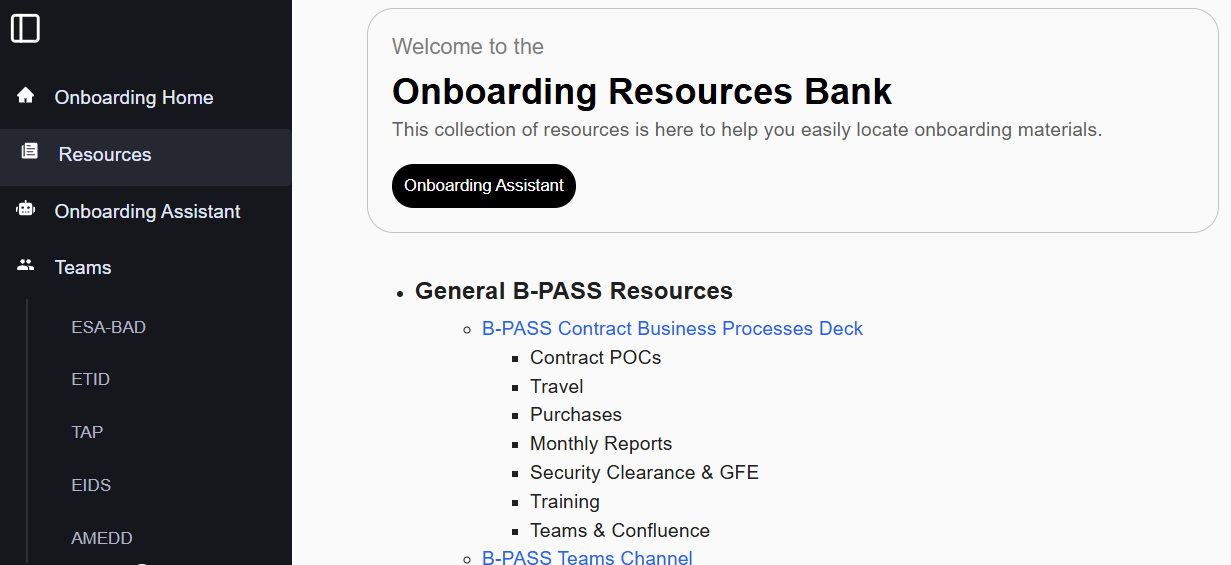 Onboarding Home
Resources
Onboarding Assistant
Teams
ESA-BAD
ETID
TAP
EIDS
AMEDD
Welcome to the
Onboarding Resources Bank
This collection of resources is here to help you easily locate onboarding materials.
Onboarding Assistant
General B-PASS Resources
B-PASS Contract Business Processes Deck
Contract POCs
Travel
Purchases
Monthly Reports
Security Clearance & GFE
Training
Teams & Confluence
B-PASS Teams Channel